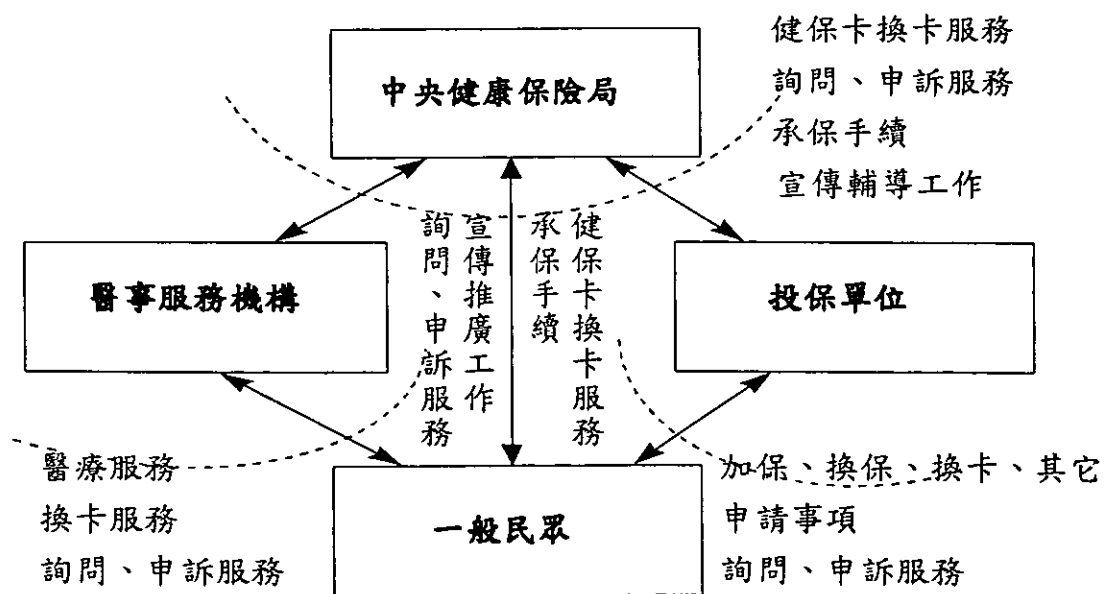 健保卡換卡服務
中央健康保險局
詢問、申訴服務
承保手續
宣傳輔導工作
詢問、申訴服務
宣傳推廣工作
承保手續
健保卡換卡服務
醫事服務機構
投保單位
醫療服務
換卡服務
詢問、申訴服務
一般民眾
加保、換保、換卡、其它
申請事項
詢問、申訴服務